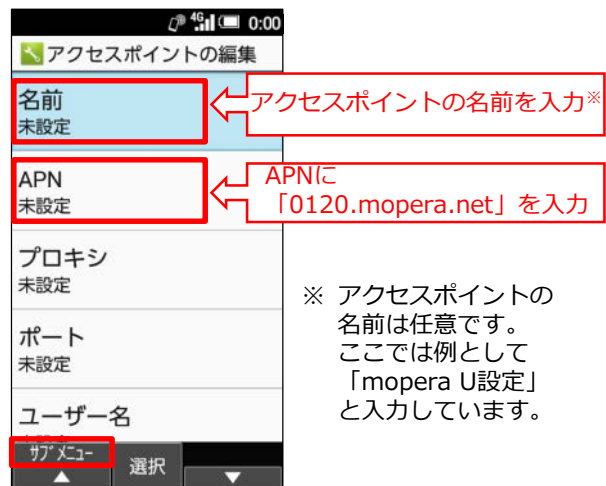 4G 0:00
アクセスポイントの編集
名前
未設定
アクセスポイントの名前を入力※
APN
未設定
APNに
「0120.mopera.net」を入力
プロキシ
未設定
ポート
未設定
ユーザー名
※ アクセスポイントの
名前は任意です。
ここでは例として
「mopera U設定」
と入力しています。
ｻﾌﾞﾒﾆｭｰ
選択